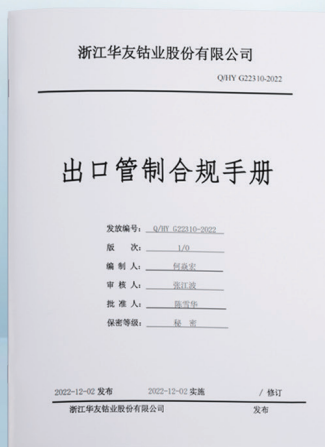 浙江华友钴业股份有限公司
Q/HY G22310-2022
出口管制合规手册
发放编号： Q/HY G22310-2022
版 次： 1/0
编 制 人： 何焱宏
审 核 人： 张江波
批 准 人： 陈雪华
保密等级： 秘 密
2022-12-02 发布 2022-12-02 实施 / 修订
浙江华友钴业股份有限公司 发布